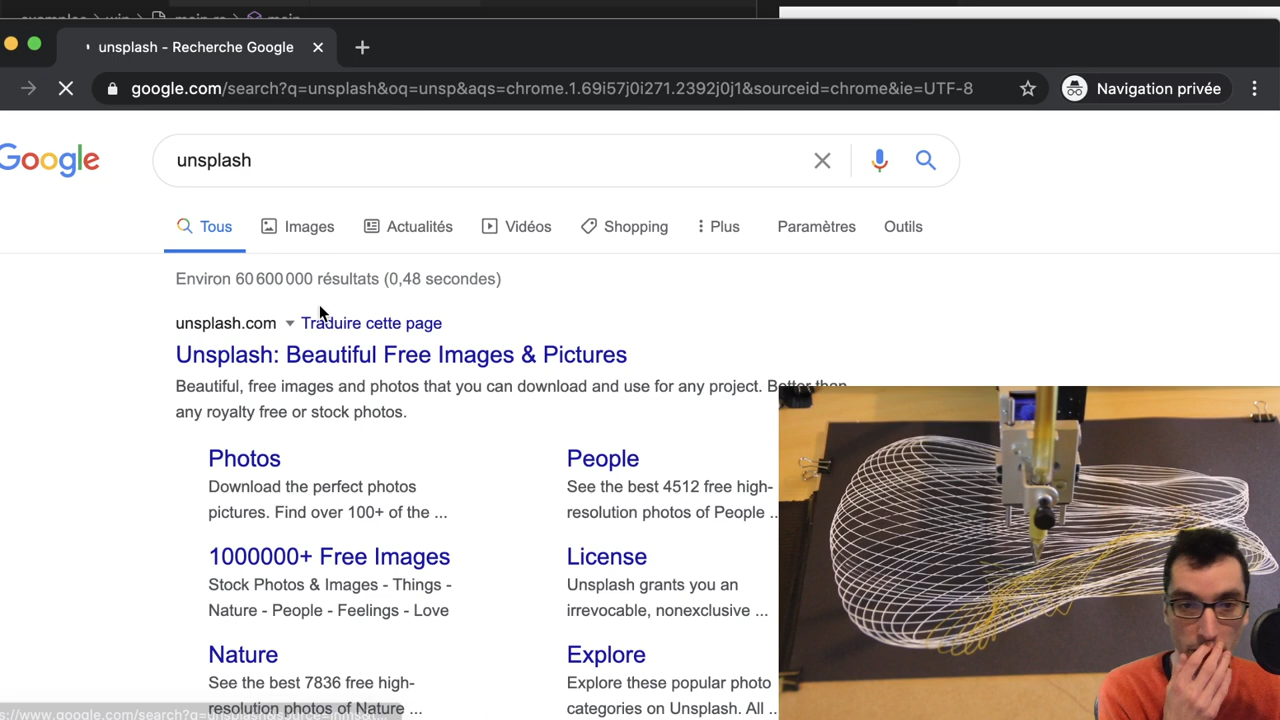 examples > win > main.rs > main
unsplash - Recherche Google
google.com/search?q=unsplash&oq=unsp&aqs=chrome.1.69i57j0i271.2392j0j1&sourceid=chrome&ie=UTF-8
Navigation privée
Google
unsplash
Tous Images Actualités Vidéos Shopping Plus Paramètres Outils
Environ 60 600 000 résultats (0,48 secondes)
unsplash.com Traduire cette page
Unsplash: Beautiful Free Images & Pictures
Beautiful, free images and photos that you can download and use for any project. Better than
any royalty free or stock photos.
Photos
Download the perfect photos
pictures. Find over 100+ of the ...
People
See the best 4512 free high-
resolution photos of People ...
1000000+ Free Images
Stock Photos & Images - Things -
Nature - People - Feelings - Love
License
Unsplash grants you an
irrevocable, nonexclusive ...
Nature
See the best 7836 free high-
resolution photos of Nature ...
Explore
Explore these popular photo
categories on Unsplash. All ...